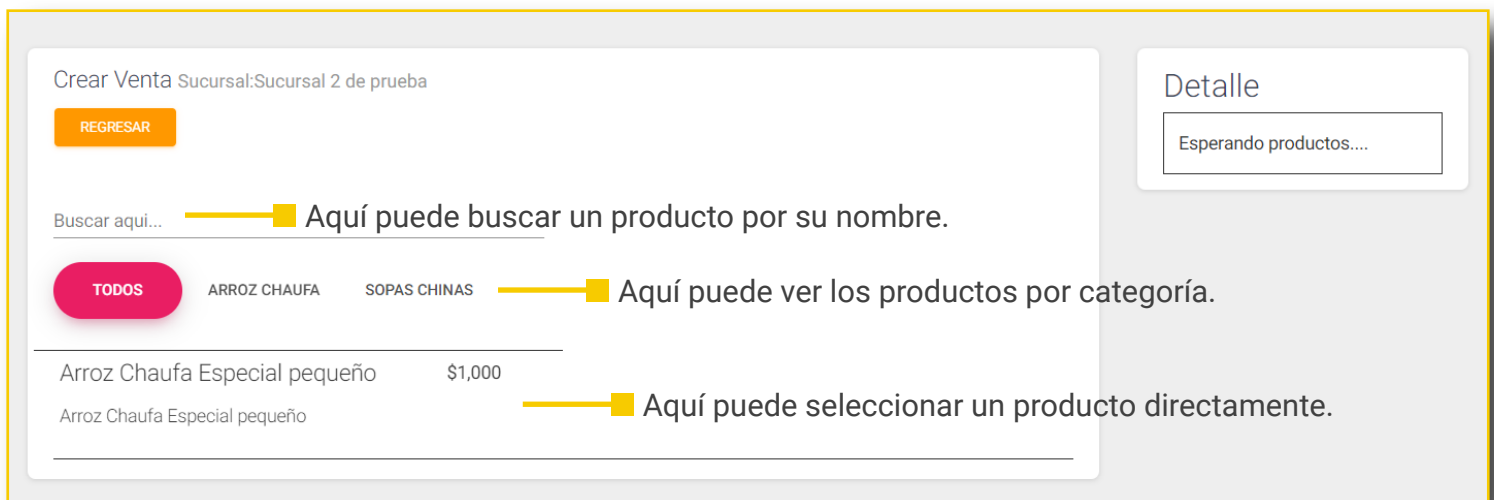 Crear Venta Sucursal:Sucursal 2 de prueba
REGRESAR
Buscar aqui...
Aquí puede buscar un producto por su nombre.
TODOS ARROZ CHAUFA SOPAS CHINAS
Aquí puede ver los productos por categoría.
Arroz Chaufa Especial pequeño $1,000
Arroz Chaufa Especial pequeño
Aquí puede seleccionar un producto directamente.
Detalle
Esperando productos....